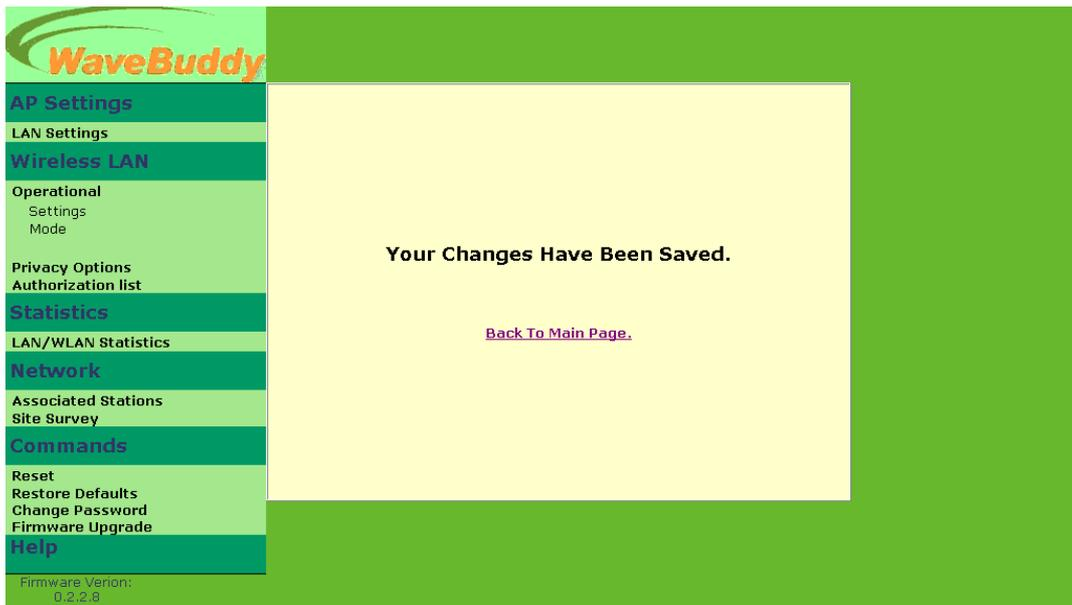 WaveBuddy
AP Settings
LAN Settings
Wireless LAN
Operational
Settings
Mode
Privacy Options
Authorization list
Statistics
LAN/WLAN Statistics
Network
Associated Stations
Site Survey
Commands
Reset
Restore Defaults
Change Password
Firmware Upgrade
Help
Firmware Verion:
0.2.2.8
Your Changes Have Been Saved.
Back To Main Page.